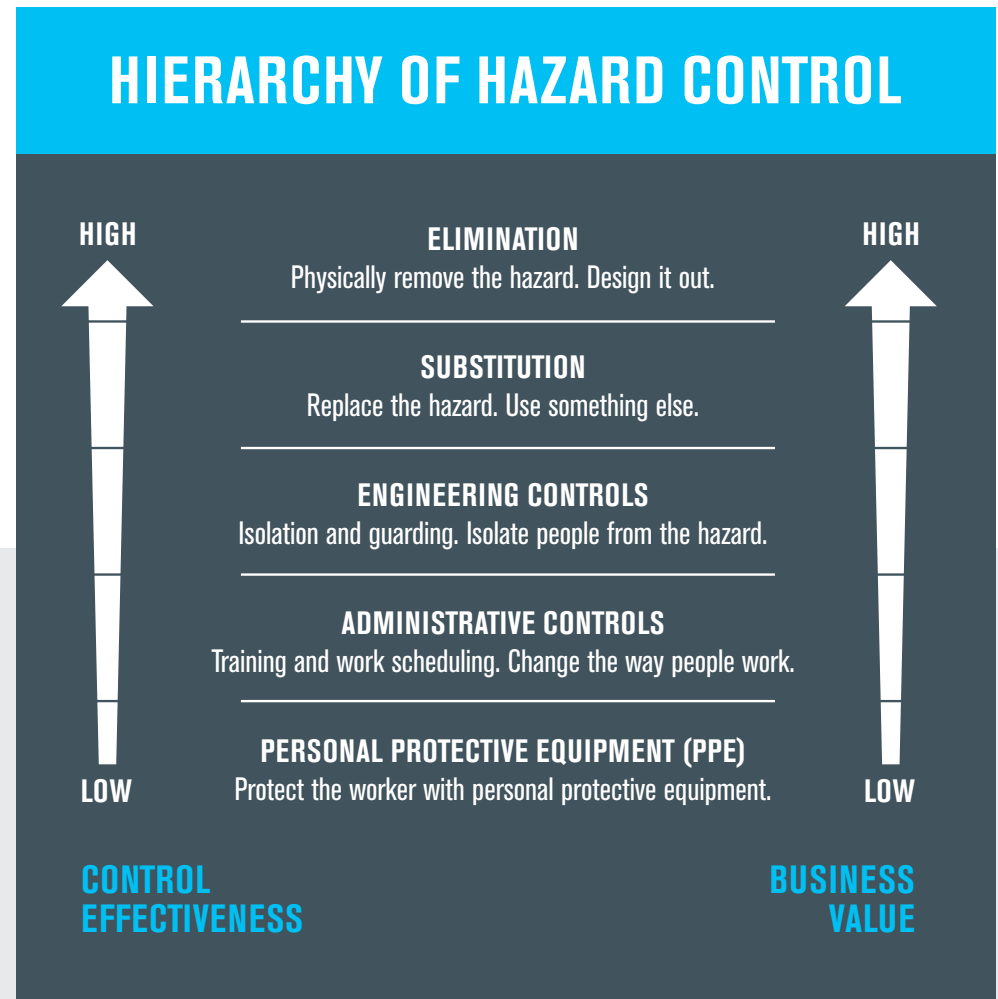 HIERARCHY OF HAZARD CONTROL
HIGH
HIGH
ELIMINATION
Physically remove the hazard. Design it out.
SUBSTITUTION
Replace the hazard. Use something else.
ENGINEERING CONTROLS
Isolation and guarding. Isolate people from the hazard.
ADMINISTRATIVE CONTROLS
Training and work scheduling. Change the way people work.
PERSONAL PROTECTIVE EQUIPMENT (PPE)
Protect the worker with personal protective equipment.
LOW
LOW
CONTROL
EFFECTIVENESS
BUSINESS
VALUE